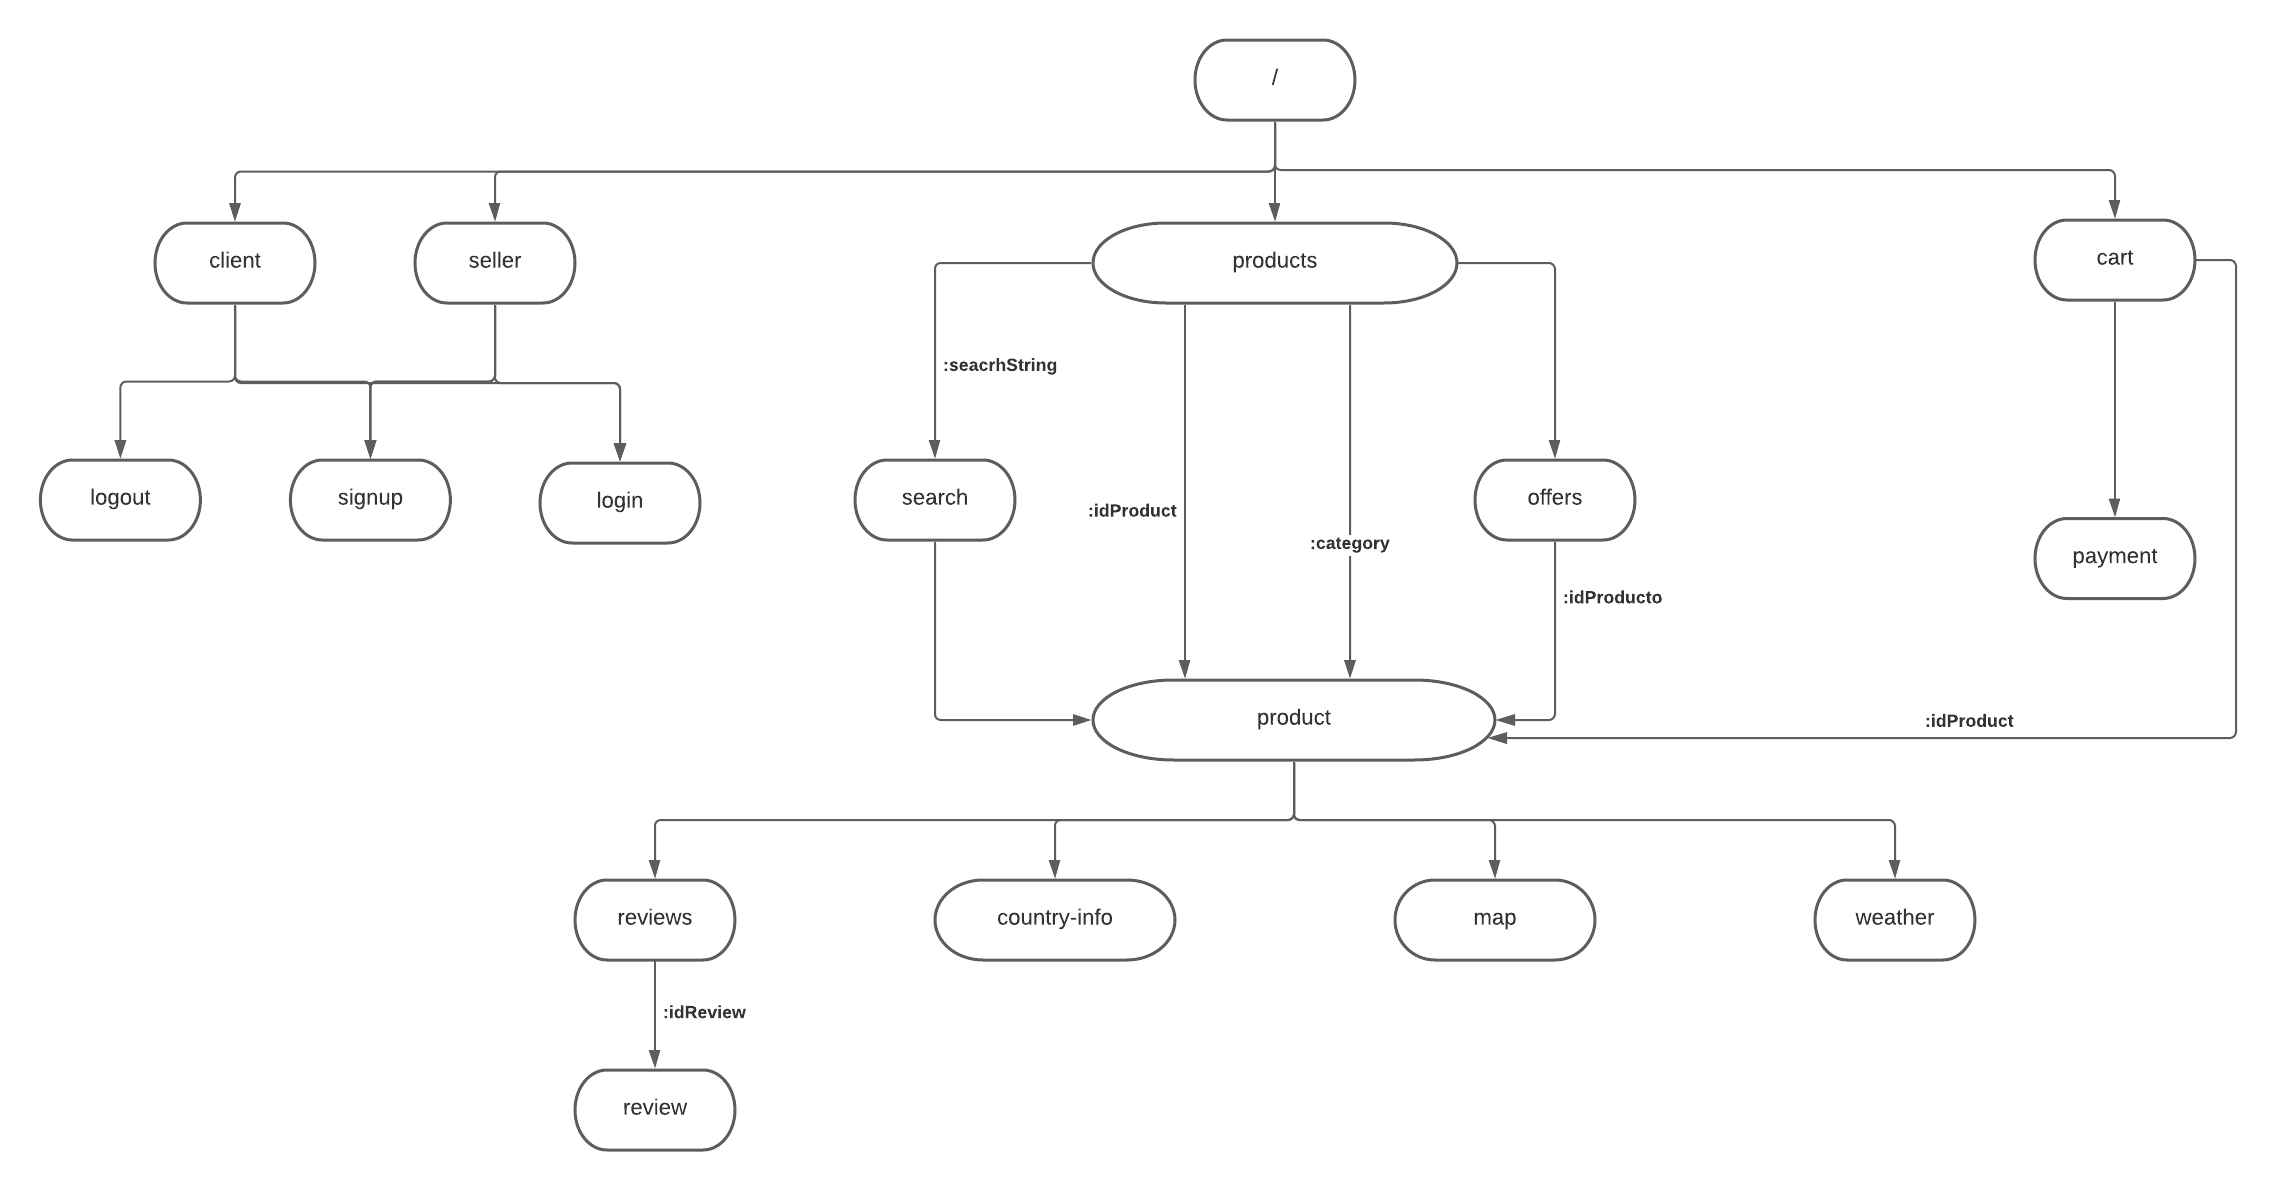 /
client
seller
products
cart
:seacrhString
logout
signup
login
search
:idProduct
:category
offers
payment
:idProducto
product
:idProduct
reviews
country-info
map
weather
:idReview
review